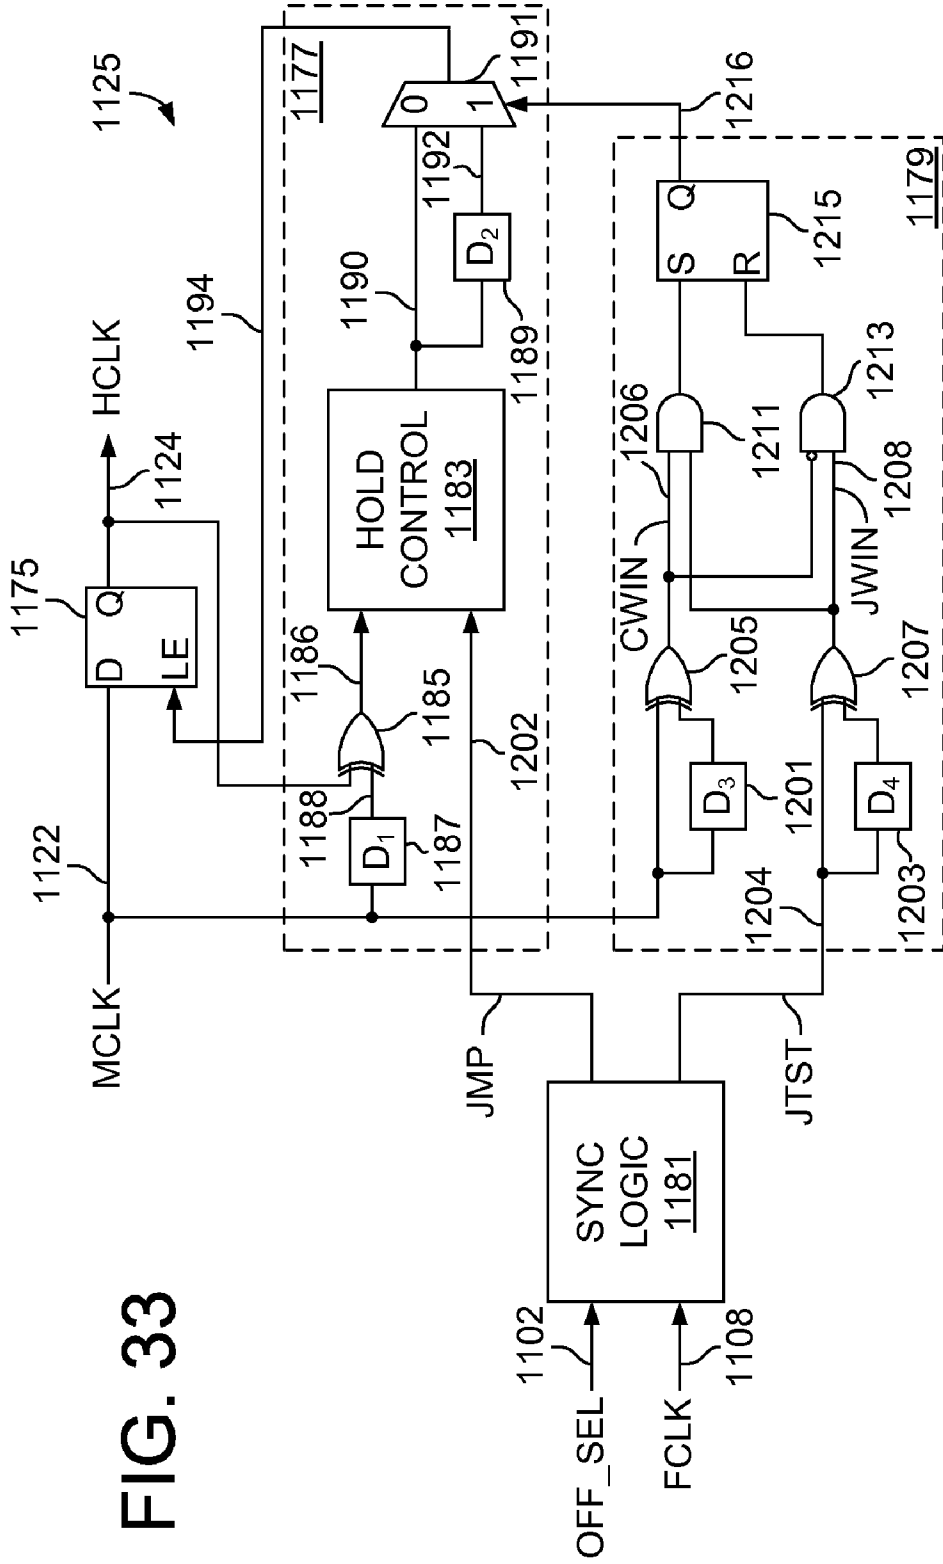 FIG. 33
1125
MCLK
1122
D
Q
LE
1175
1124
HCLK
1194
1177
D1
1187
1188
1185
1186
HOLD
CONTROL
1183
1190
D2
1189
1192
0
1
1191
JMP
1202
OFF_SEL
1102
FCLK
1108
SYNC
LOGIC
1181
JTST
1204
D3
1201
D4
1203
1205
1207
CWIN
1206
JWIN
1208
1211
1213
S
Q
R
1215
1216
1179